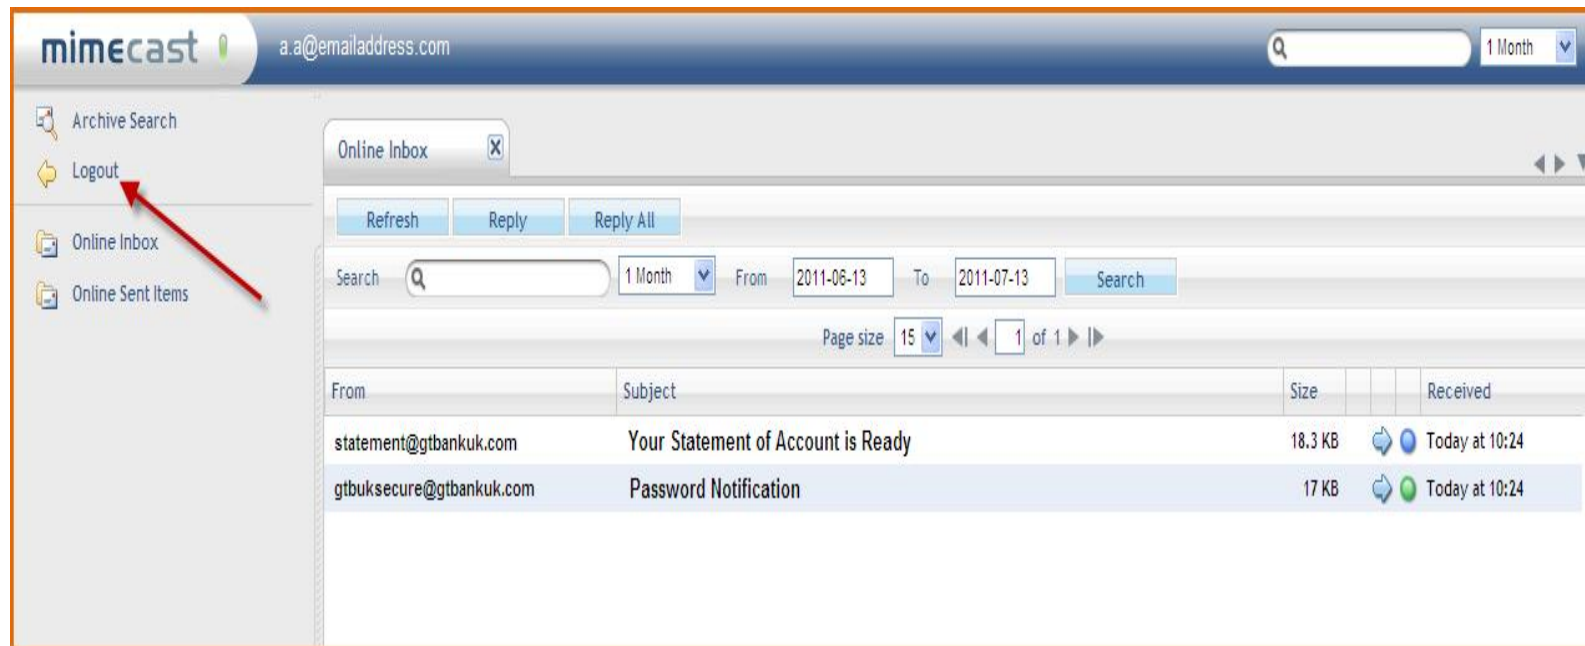 mimecast a.a@emailaddress.com 1 Month
Archive Search
Logout
Online Inbox
Online Sent Items
Online Inbox
Refresh Reply Reply All
Search 1 Month From 2011-06-13 To 2011-07-13 Search
Page size 15 1 of 1
From Subject Size Received
statement@gtbankuk.com Your Statement of Account is Ready 18.3 KB Today at 10:24
gtbuksecure@gtbankuk.com Password Notification 17 KB Today at 10:24